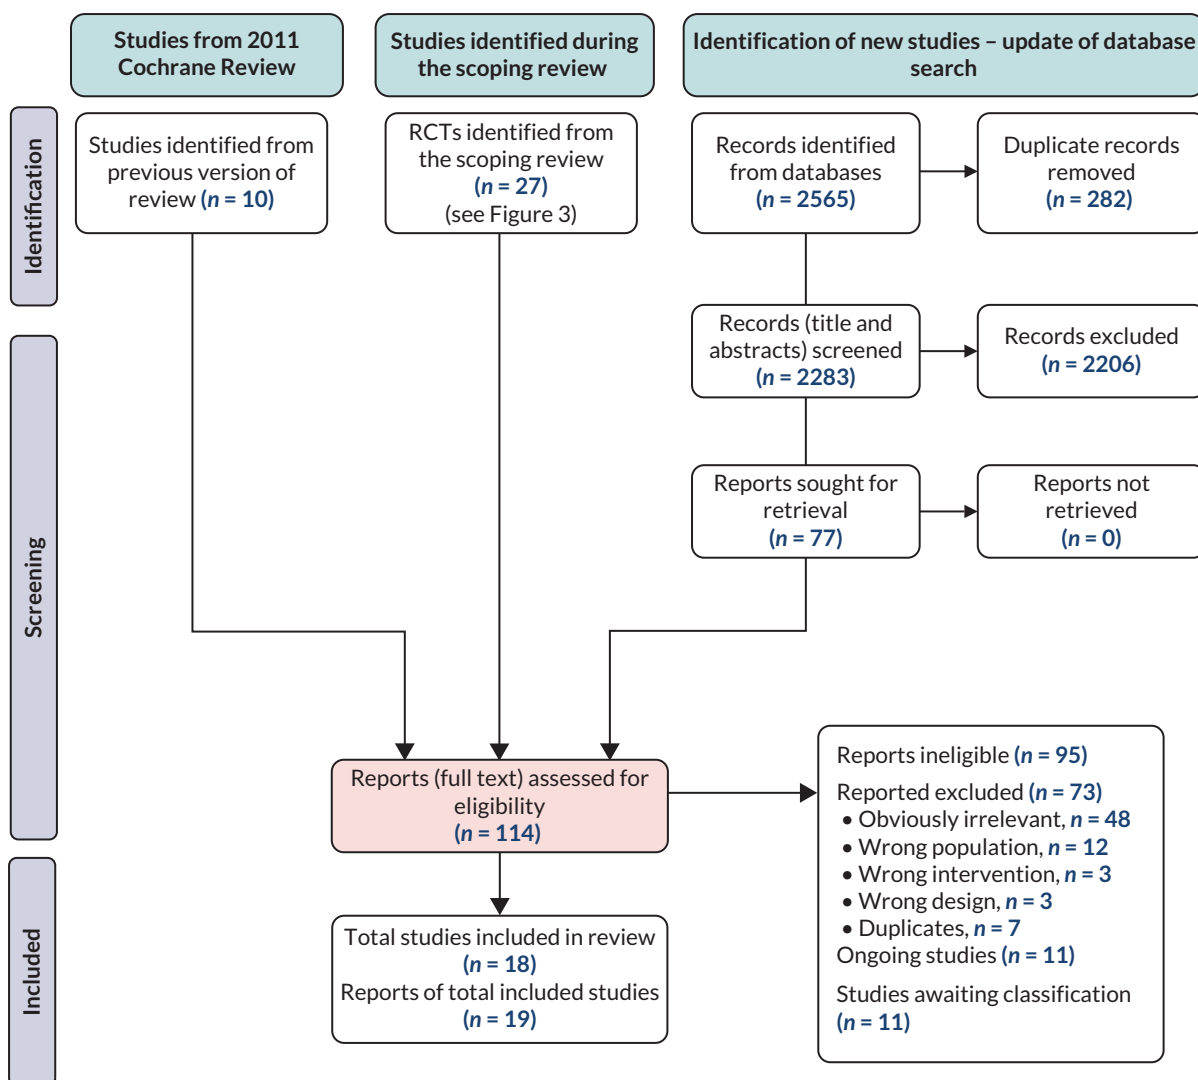 Studies from 2011
Cochrane Review
Studies identified during
the scoping review
Identification of new studies – update of database
search
Identification
Studies identified from
previous version of
review (n = 10)
RCTs identified from
the scoping review
(n = 27)
(see Figure 3)
Records identified
from databases
(n = 2565)
Duplicate records
removed
(n = 282)
Screening
Records (title and
abstracts) screened
(n = 2283)
Records excluded
(n = 2206)
Reports sought for
retrieval
(n = 77)
Reports not
retrieved
(n = 0)
Reports (full text) assessed for
eligibility
(n = 114)
Reports ineligible (n = 95)
Reported excluded (n = 73)
• Obviously irrelevant, n = 48
• Wrong population, n = 12
• Wrong intervention, n = 3
• Wrong design, n = 3
• Duplicates, n = 7
Ongoing studies (n = 11)
Studies awaiting classification
(n = 11)
Included
Total studies included in review
(n = 18)
Reports of total included studies
(n = 19)